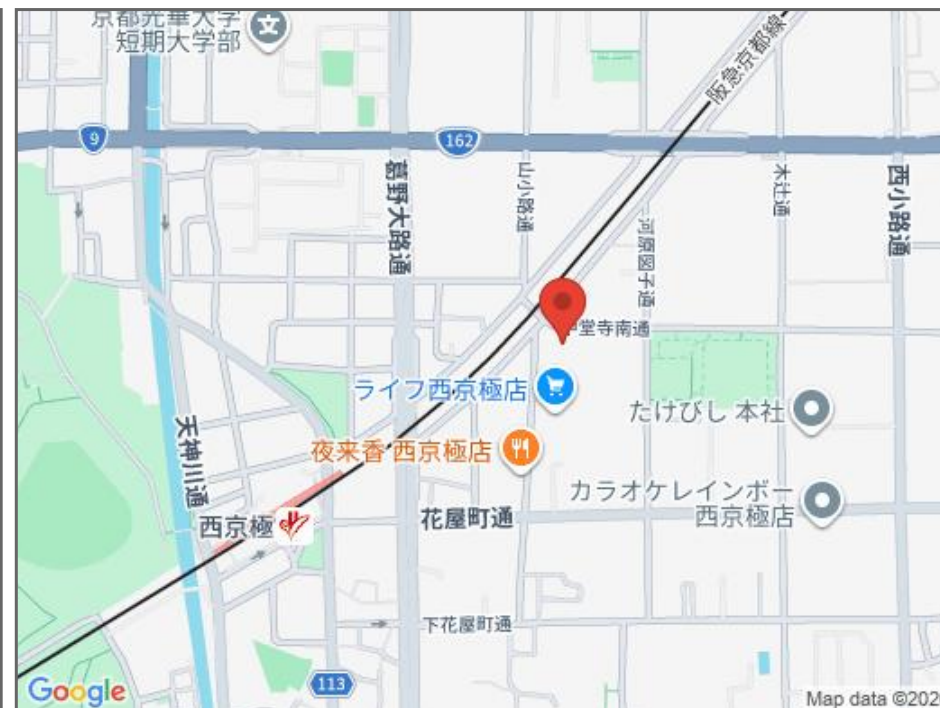 京都光華大学
短期大学部
阪急京都線
9
162
葛野大路通
山小路通
木辻通
西小路通
河原図子通
中堂寺南通
ライフ西京極店
たけびし 本社
夜来香 西京極店
天神川通
カラオケレインボー
西京極店
西京極
花屋町通
下花屋町通
113
Google
Map data ©202